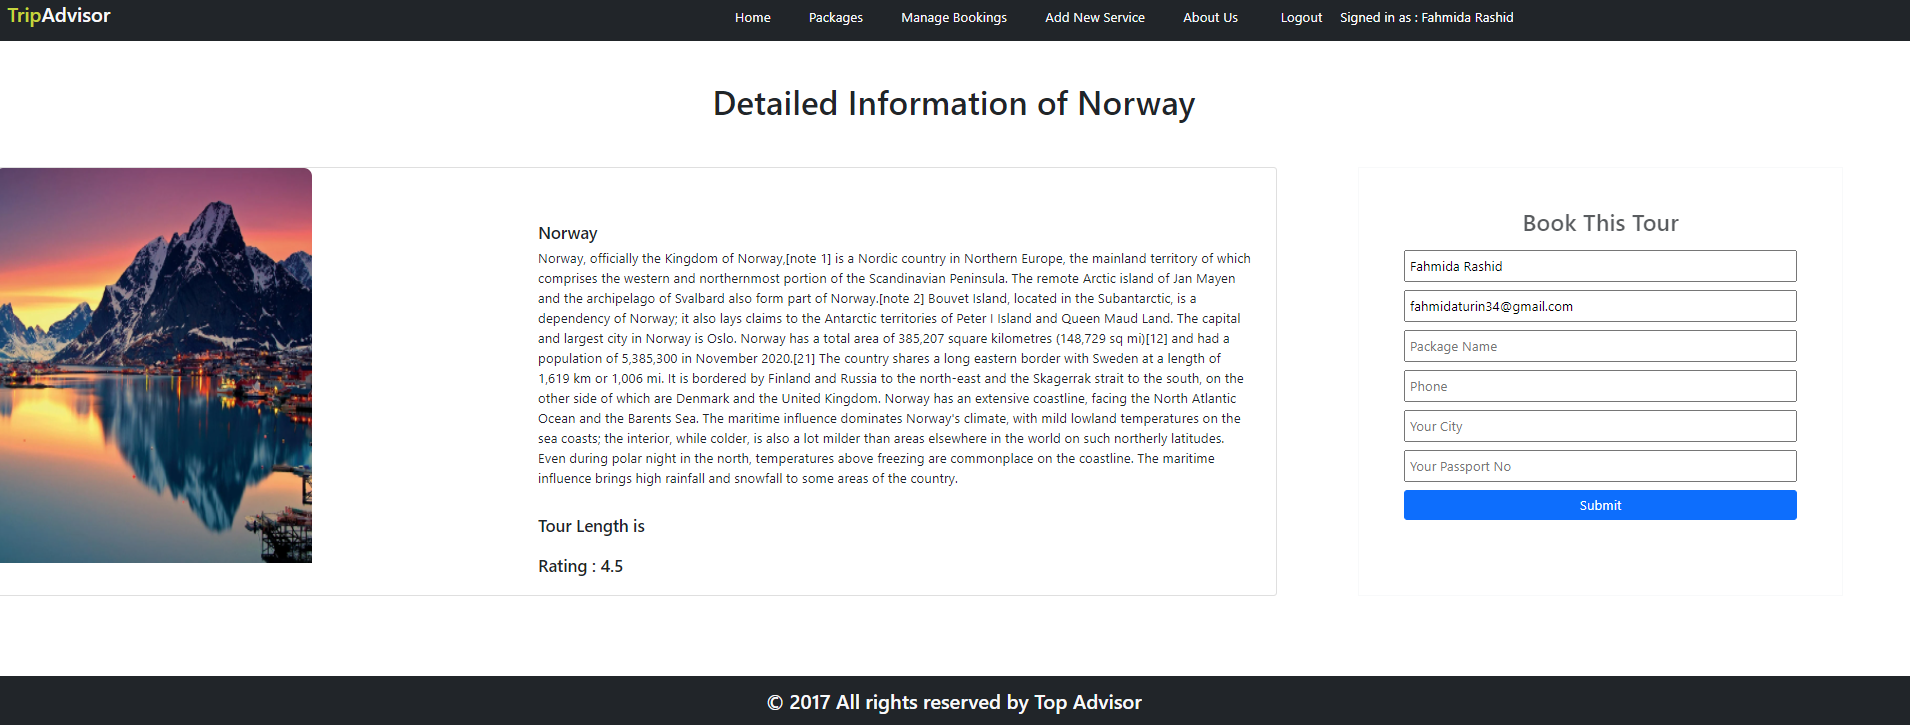 TripAdvisor
Home Packages Manage Bookings Add New Service About Us Logout Signed in as : Fahmida Rashid
Detailed Information of Norway
Norway
Norway, officially the Kingdom of Norway,[note 1] is a Nordic country in Northern Europe, the mainland territory of which
comprises the western and northernmost portion of the Scandinavian Peninsula. The remote Arctic island of Jan Mayen
and the archipelago of Svalbard also form part of Norway.[note 2] Bouvet Island, located in the Subantarctic, is a
dependency of Norway; it also lays claims to the Antarctic territories of Peter I Island and Queen Maud Land. The capital
and largest city in Norway is Oslo. Norway has a total area of 385,207 square kilometres (148,729 sq mi)[12] and had a
population of 5,385,300 in November 2020.[21] The country shares a long eastern border with Sweden at a length of
1,619 km or 1,006 mi. It is bordered by Finland and Russia to the north-east and the Skagerrak strait to the south, on the
other side of which are Denmark and the United Kingdom. Norway has an extensive coastline, facing the North Atlantic
Ocean and the Barents Sea. The maritime influence dominates Norway's climate, with mild lowland temperatures on the
sea coasts; the interior, while colder, is also a lot milder than areas elsewhere in the world on such northerly latitudes.
Even during polar night in the north, temperatures above freezing are commonplace on the coastline. The maritime
influence brings high rainfall and snowfall to some areas of the country.
Tour Length is
Rating : 4.5
Book This Tour
Fahmida Rashid
fahmidaturin34@gmail.com
Package Name
Phone
Your City
Your Passport No
Submit
© 2017 All rights reserved by Top Advisor